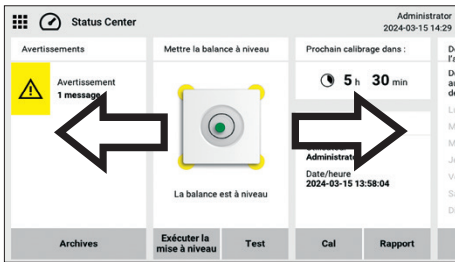 Status Center
Administrator
2024-03-15 14:29
Avertissements
Avertissement
1 message
Archives
Mettre la balance à niveau
La balance est à niveau
Exécuter la
mise à niveau
Test
Prochain calibrage dans :
5 h 30 min
Administrat
Date/heure
2024-03-15 13:58:04
Cal
Rapport